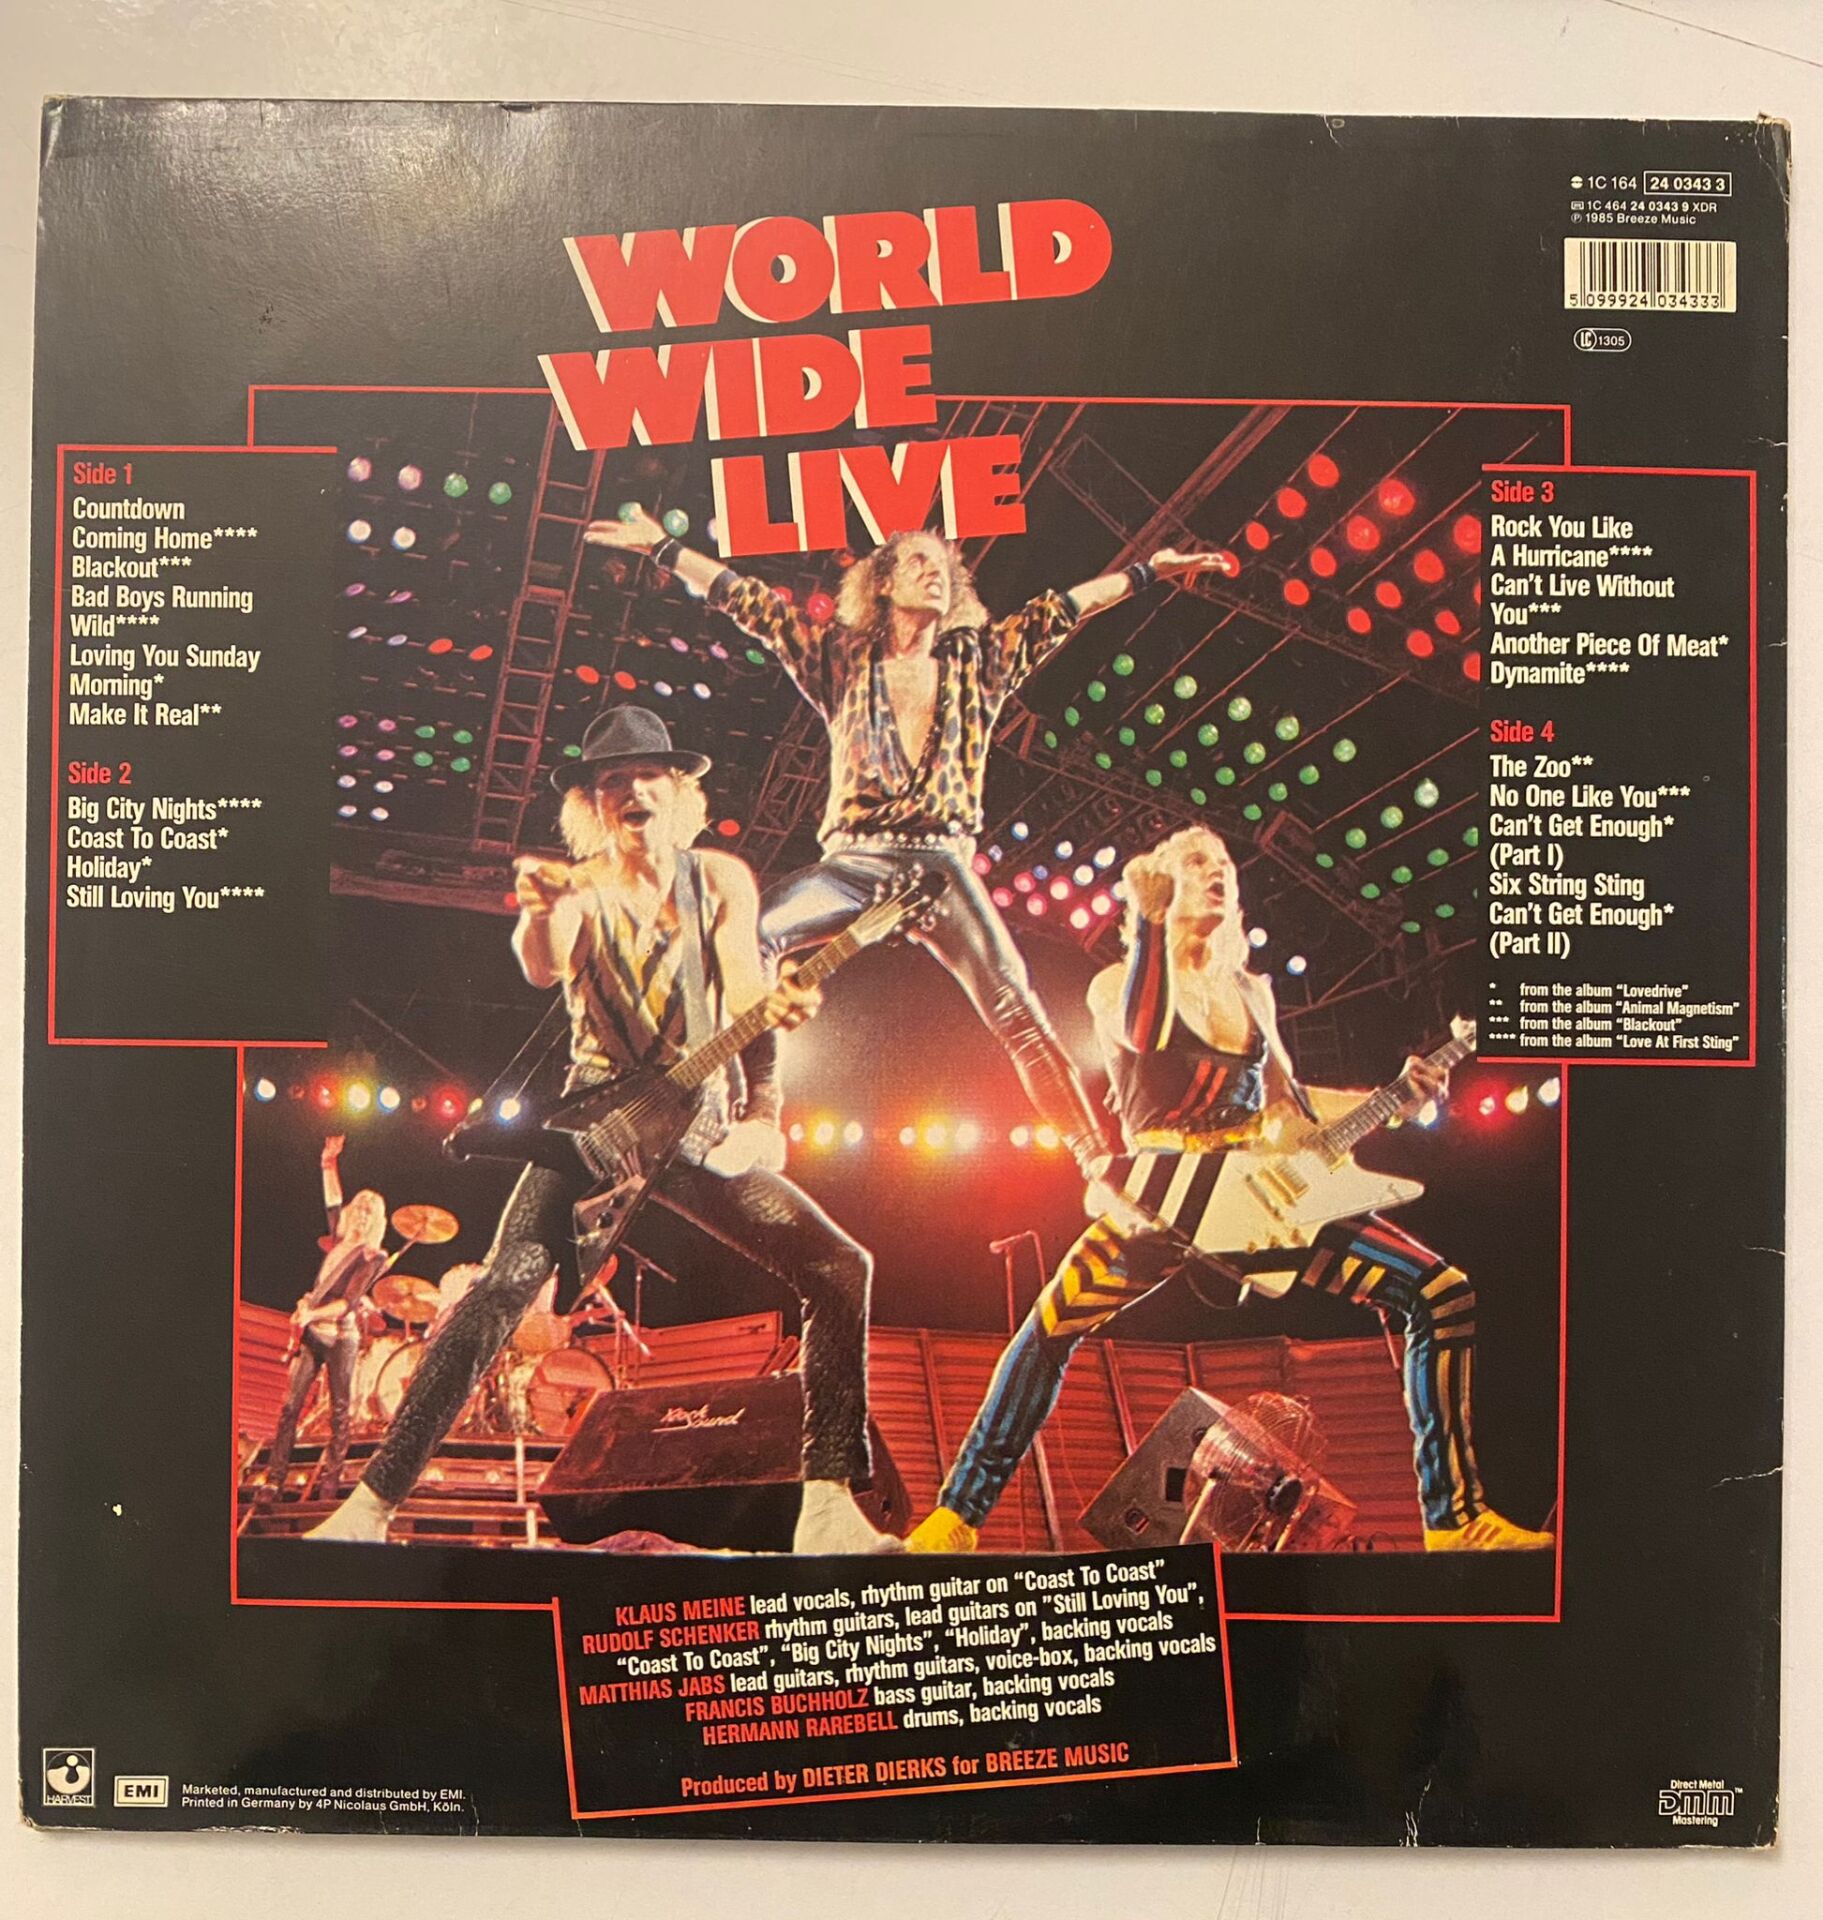 1C 164 24 0343 3
1C 464 24 0343 9 XDR
℗ 1985 Breeze Music
5 099924 034333
LC 1305
WORLD
WIDE
LIVE
Side 1
Countdown
Coming Home****
Blackout***
Bad Boys Running
Wild****
Loving You Sunday
Morning*
Make It Real**
Side 2
Big City Nights****
Coast To Coast*
Holiday*
Still Loving You****
Side 3
Rock You Like
A Hurricane****
Can't Live Without
You***
Another Piece Of Meat*
Dynamite****
Side 4
The Zoo**
No One Like You***
Can't Get Enough*
(Part I)
Six String Sting
Can't Get Enough*
(Part II)
* from the album "Lovedrive"
** from the album "Animal Magnetism"
*** from the album "Blackout"
**** from the album "Love At First Sting"
Rock
Sound
KLAUS MEINE lead vocals, rhythm guitar on "Coast To Coast"
RUDOLF SCHENKER rhythm guitars, lead guitars on "Still Loving You",
"Coast To Coast", "Big City Nights", "Holiday", backing vocals
MATTHIAS JABS lead guitars, rhythm guitars, voice-box, backing vocals
FRANCIS BUCHHOLZ bass guitar, backing vocals
HERMANN RAREBELL drums, backing vocals
Produced by DIETER DIERKS for BREEZE MUSIC
HARVEST
EMI
Marketed, manufactured and distributed by EMI.
Printed in Germany by 4P Nicolaus GmbH, Köln.
Direct Metal
DMM™
Mastering